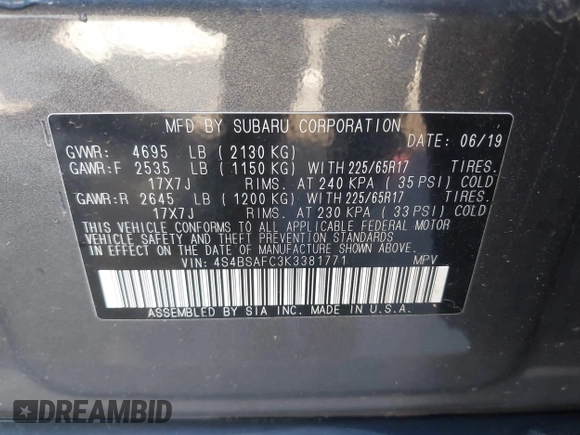 MFD BY SUBARU CORPORATION
DATE: 06/19
GVWR: 4695 LB (2130 KG)
GAWR:F 2535 LB (1150 KG) WITH 225/65R17 TIRES.
17X7J RIMS. AT 240 KPA (35 PSI) COLD
GAWR:R 2645 LB (1200 KG) WITH 225/65R17 TIRES.
17X7J RIMS. AT 230 KPA (33 PSI) COLD
THIS VEHICLE CONFORMS TO ALL APPLICABLE FEDERAL MOTOR
VEHICLE SAFETY AND THEFT PREVENTION STANDARDS
IN EFFECT ON THE DATE OF MANUFACTURE SHOWN ABOVE.
VIN: 4S4BSAFC3K3381771 MPV
ASSEMBLED BY SIA INC. MADE IN U.S.A.
DREAMBID